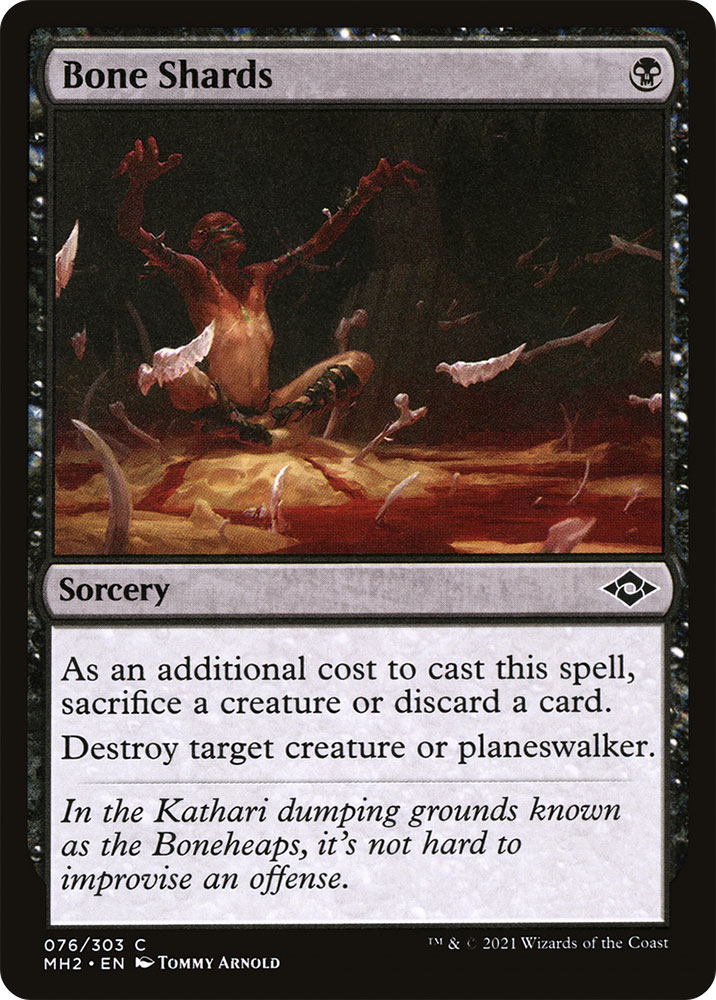 Bone Shards
Sorcery
As an additional cost to cast this spell,
sacrifice a creature or discard a card.
Destroy target creature or planeswalker.
In the Kathari dumping grounds known
as the Boneheaps, it's not hard to
improvise an offense.
076/303 C
™ & © 2021 Wizards of the Coast
MH2 • EN Tommy Arnold